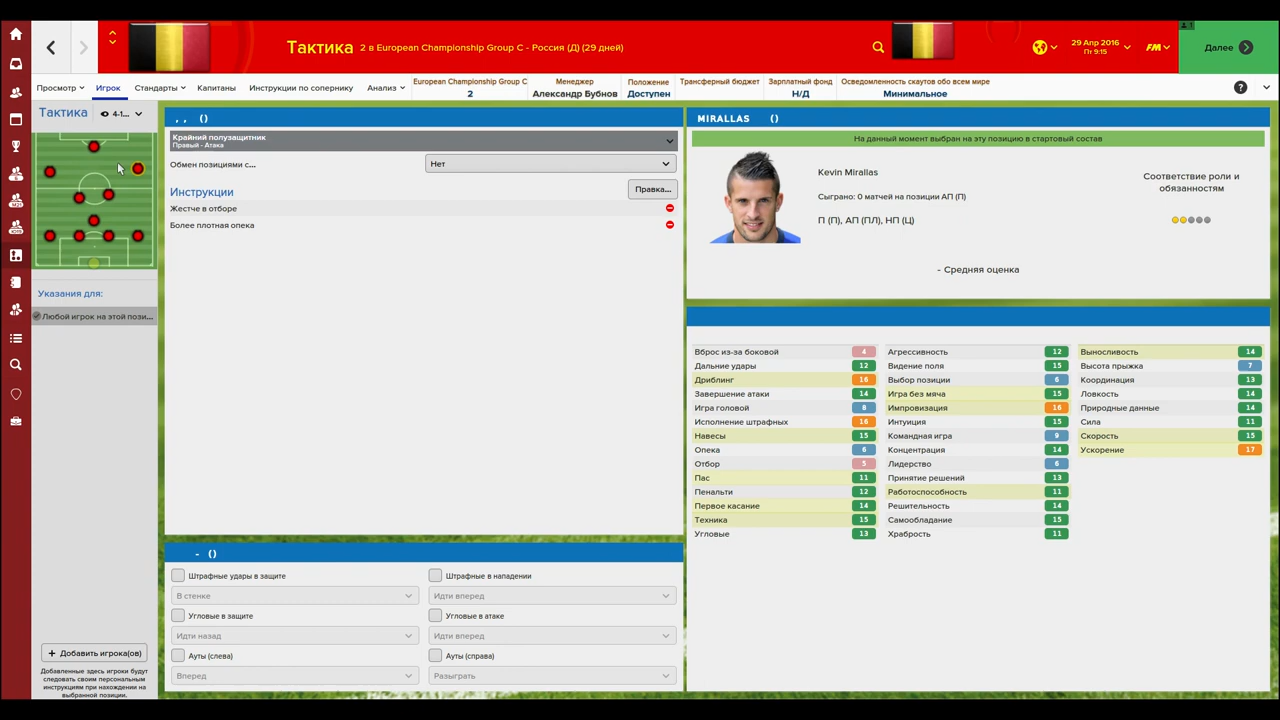 Тактика
2 в European Championship Group C - Россия (Д) (29 дней)
29 Апр 2016
Пт 9:15
FM
1
Далее
Просмотр
Игрок
Стандарты
Капитаны
Инструкции по сопернику
Анализ
European Championship Group C
2
Менеджер
Александр Бубнов
Положение
Доступен
Трансферный бюджет
Зарплатный фонд
Н/Д
Осведомленность скаутов обо всем мире
Минимальное
Тактика
4-1...
Указания для:
Любой игрок на этой пози...
Добавить игрока(ов)
Добавленные здесь игроки будут
следовать своим персональным
инструкциям при нахождении на
выбранной позиции.
, , ()
Крайний полузащитник
Правый - Атака
Обмен позициями с...
Нет
Инструкции
Правка...
Жестче в отборе
Более плотная опека
- ()
Штрафные удары в защите
Штрафные в нападении
В стенке
Идти вперед
Угловые в защите
Угловые в атаке
Идти назад
Идти вперед
Ауты (слева)
Ауты (справа)
Вперед
Разыграть
MIRALLAS ()
На данный момент выбран на эту позицию в стартовый состав
Kevin Mirallas
Сыграно: 0 матчей на позиции АП (П)
П (П), АП (ПЛ), НП (Ц)
Соответствие роли и
обязанностям
- Средняя оценка
Вброс из-за боковой 4 Агрессивность 12 Выносливость 14
Дальние удары 12 Видение поля 15 Высота прыжка 7
Дриблинг 16 Выбор позиции 6 Координация 13
Завершение атаки 14 Игра без мяча 15 Ловкость 14
Игра головой 8 Импровизация 16 Природные данные 14
Исполнение штрафных 16 Интуиция 15 Сила 11
Навесы 15 Командная игра 9 Скорость 15
Опека 6 Концентрация 14 Ускорение 17
Отбор 5 Лидерство 6
Пас 11 Принятие решений 13
Пенальти 12 Работоспособность 11
Первое касание 14 Решительность 14
Техника 15 Самообладание 15
Угловые 13 Храбрость 11